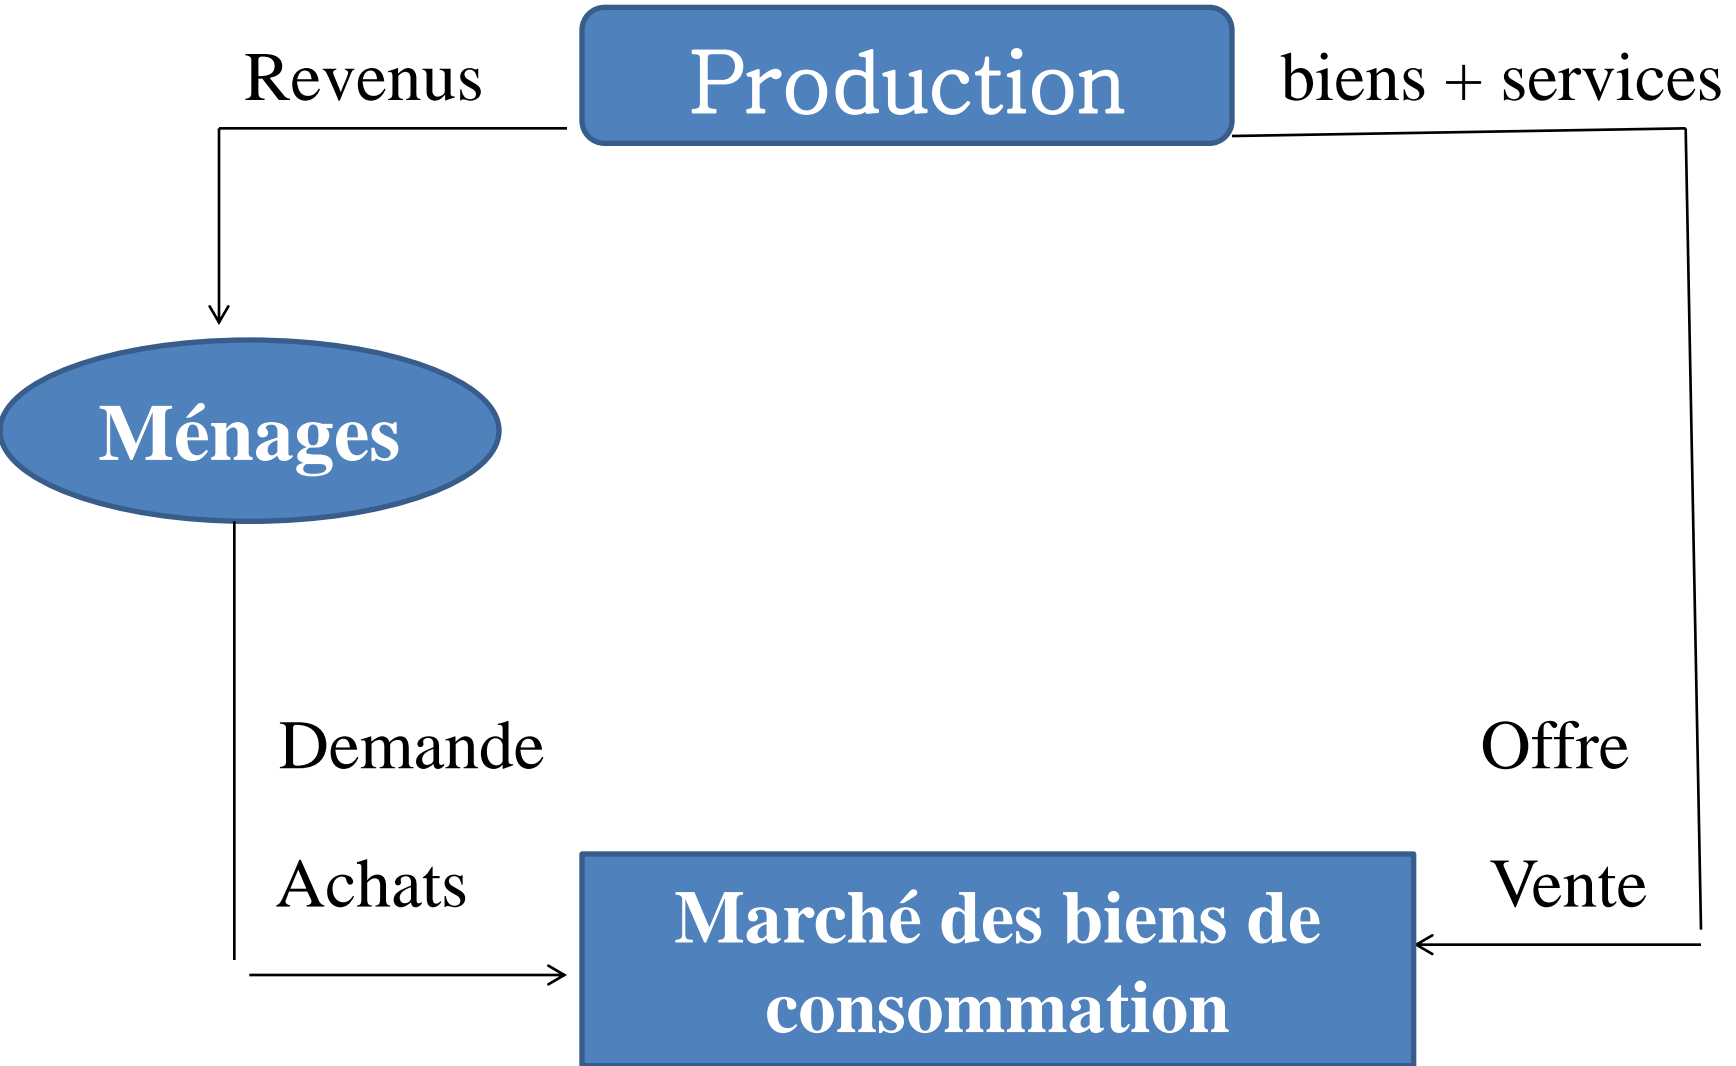 Revenus
Production
biens + services
Ménages
Demande
Offre
Achats
Vente
Marché des biens de
consommation